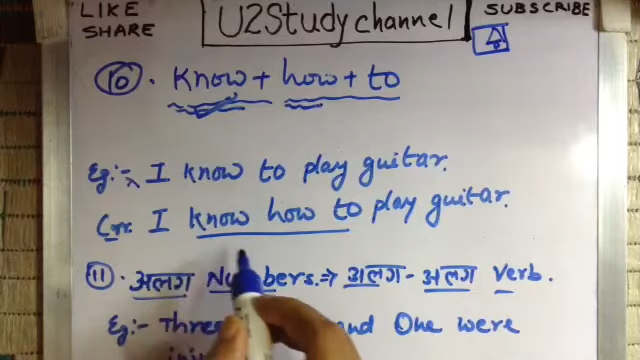 LIKE SHARE
U2Study channel
SUBSCRIBE
10. know + how + to
Eg:- I know to play guitar.
Crr. I know how to play guitar.
11. अलग Numbers. ⇒ अलग-अलग verb.
Eg:- Three and One were